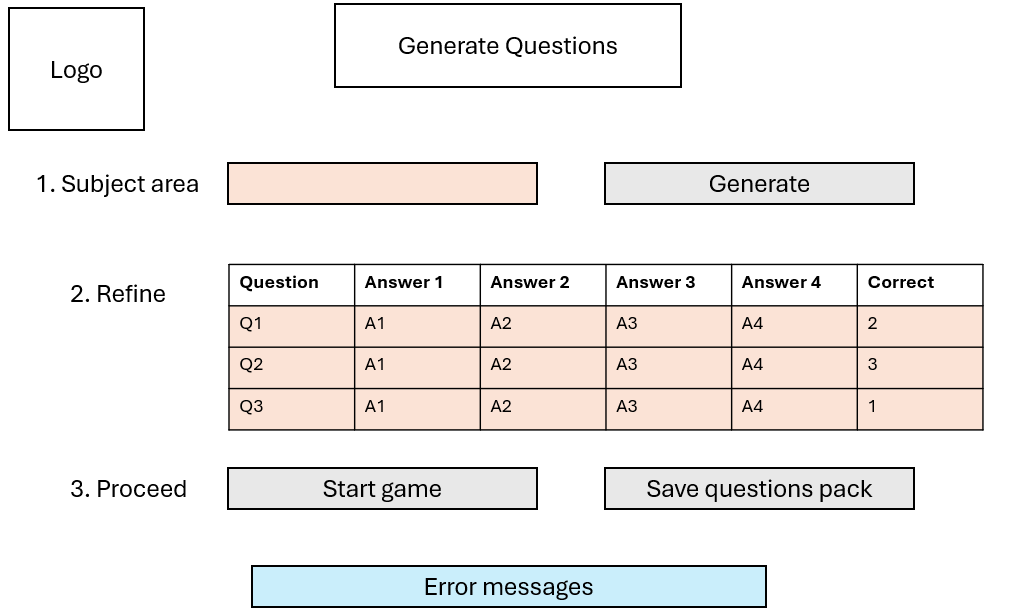 Logo
Generate Questions
1. Subject area
Generate
2. Refine
Question Answer 1 Answer 2 Answer 3 Answer 4 Correct
Q1 A1 A2 A3 A4 2
Q2 A1 A2 A3 A4 3
Q3 A1 A2 A3 A4 1
3. Proceed
Start game
Save questions pack
Error messages